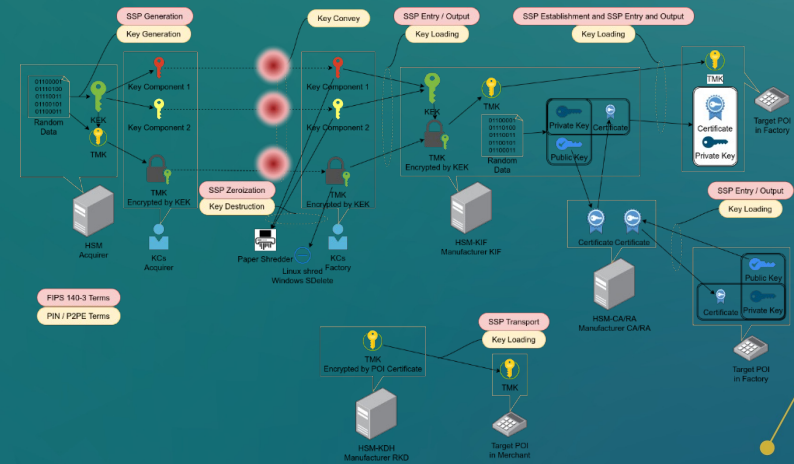 SSP Generation
Key Generation
Key Convey
SSP Entry / Output
Key Loading
SSP Establishment and SSP Entry and Output
Key Loading
01100001
01110100
01110011
01100101
01100011
Random
Data
KEK
TMK
Key Component 1
Key Component 2
TMK
Encrypted by KEK
Key Component 1
Key Component 2
TMK
Encrypted by KEK
KEK
TMK
Encrypted by KEK
TMK
01100001
01110100
01110011
01100101
01100011
Random
Data
Private Key
Public Key
Certificate
TMK
Certificate
Private Key
Target POI
in Factory
SSP Zeroization
Key Destruction
HSM
Acquirer
KCs
Acquirer
Paper Shredder
Linux shred
Windows SDelete
KCs
Factory
HSM-KIF
Manufacturer KIF
Certificate
Certificate
HSM-CA/RA
Manufacturer CA/RA
SSP Entry / Output
Key Loading
Public Key
Certificate
Private Key
Target POI
in Factory
FIPS 140-3 Terms
PIN / P2PE Terms
SSP Transport
Key Loading
TMK
Encrypted by POI Certificate
TMK
HSM-KDH
Manufacturer RKD
Target POI
in Merchant